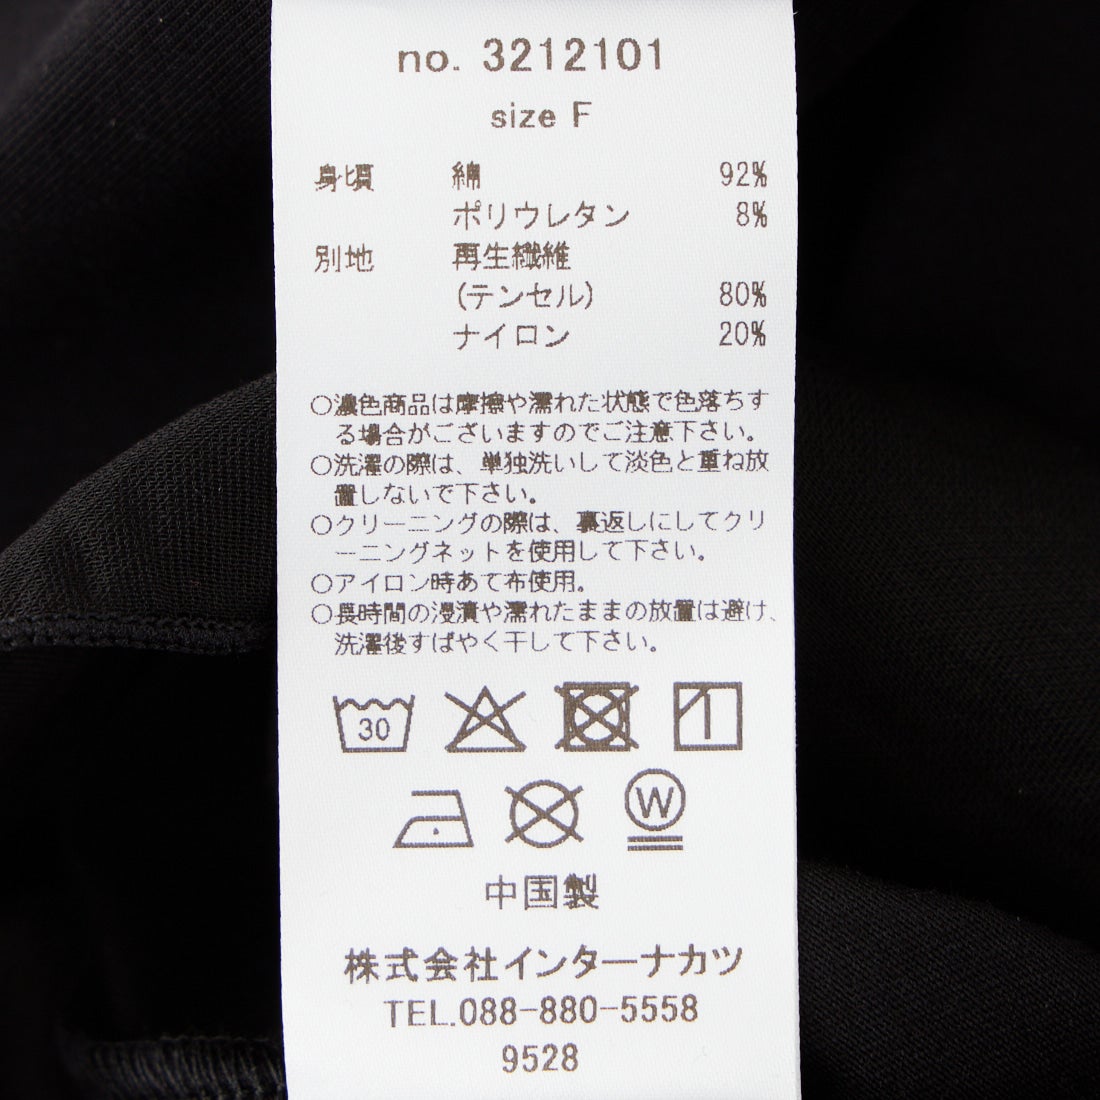 no. 3212101
size F
身頃 綿 92%
ポリウレタン 8%
別地 再生繊維
(テンセル) 80%
ナイロン 20%
○濃色商品は摩擦や濡れた状態で色落ちす
る場合がございますのでご注意下さい。
○洗濯の際は、単独洗いして淡色と重ね放
置しないで下さい。
○クリーニングの際は、裏返しにしてクリ
ーニングネットを使用して下さい。
○アイロン時あて布使用。
○長時間の浸漬や濡れたままの放置は避け、
洗濯後すばやく干して下さい。
30
W
中国製
株式会社インターナカツ
TEL.088-880-5558
9528